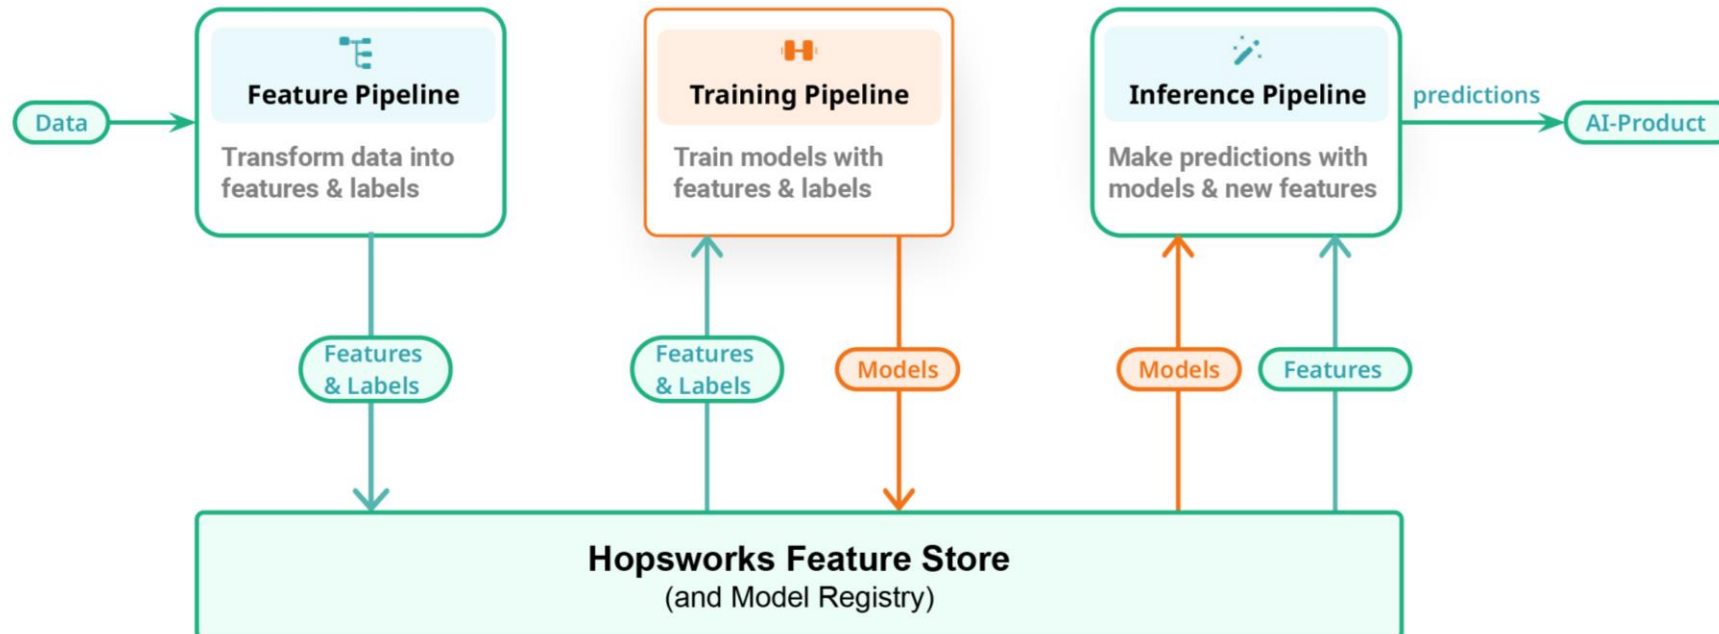 Data
Feature Pipeline
Transform data into
features & labels
Training Pipeline
Train models with
features & labels
Inference Pipeline
Make predictions with
models & new features
predictions
AI-Product
Features
& Labels
Features
& Labels
Models
Models
Features
Hopsworks Feature Store
(and Model Registry)